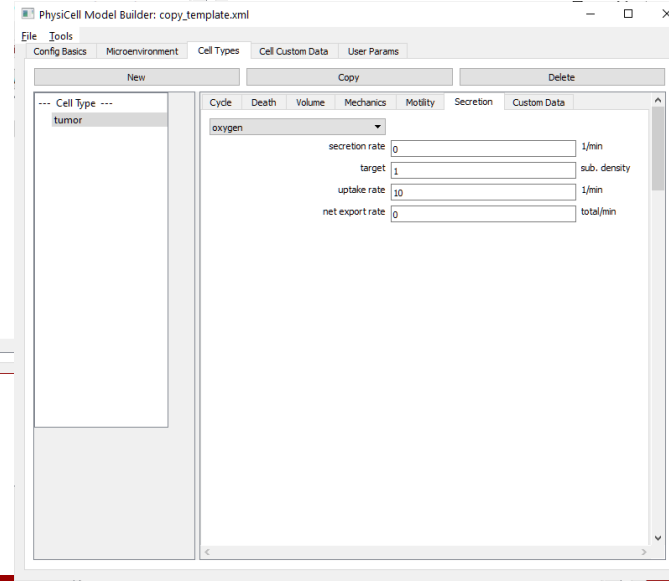 PhysiCell Model Builder: copy_template.xml
File Tools
Config Basics Microenvironment Cell Types Cell Custom Data User Params
New Copy Delete
--- Cell Type ---
tumor
Cycle Death Volume Mechanics Motility Secretion Custom Data
oxygen
secretion rate 0 1/min
target 1 sub. density
uptake rate 10 1/min
net export rate 0 total/min